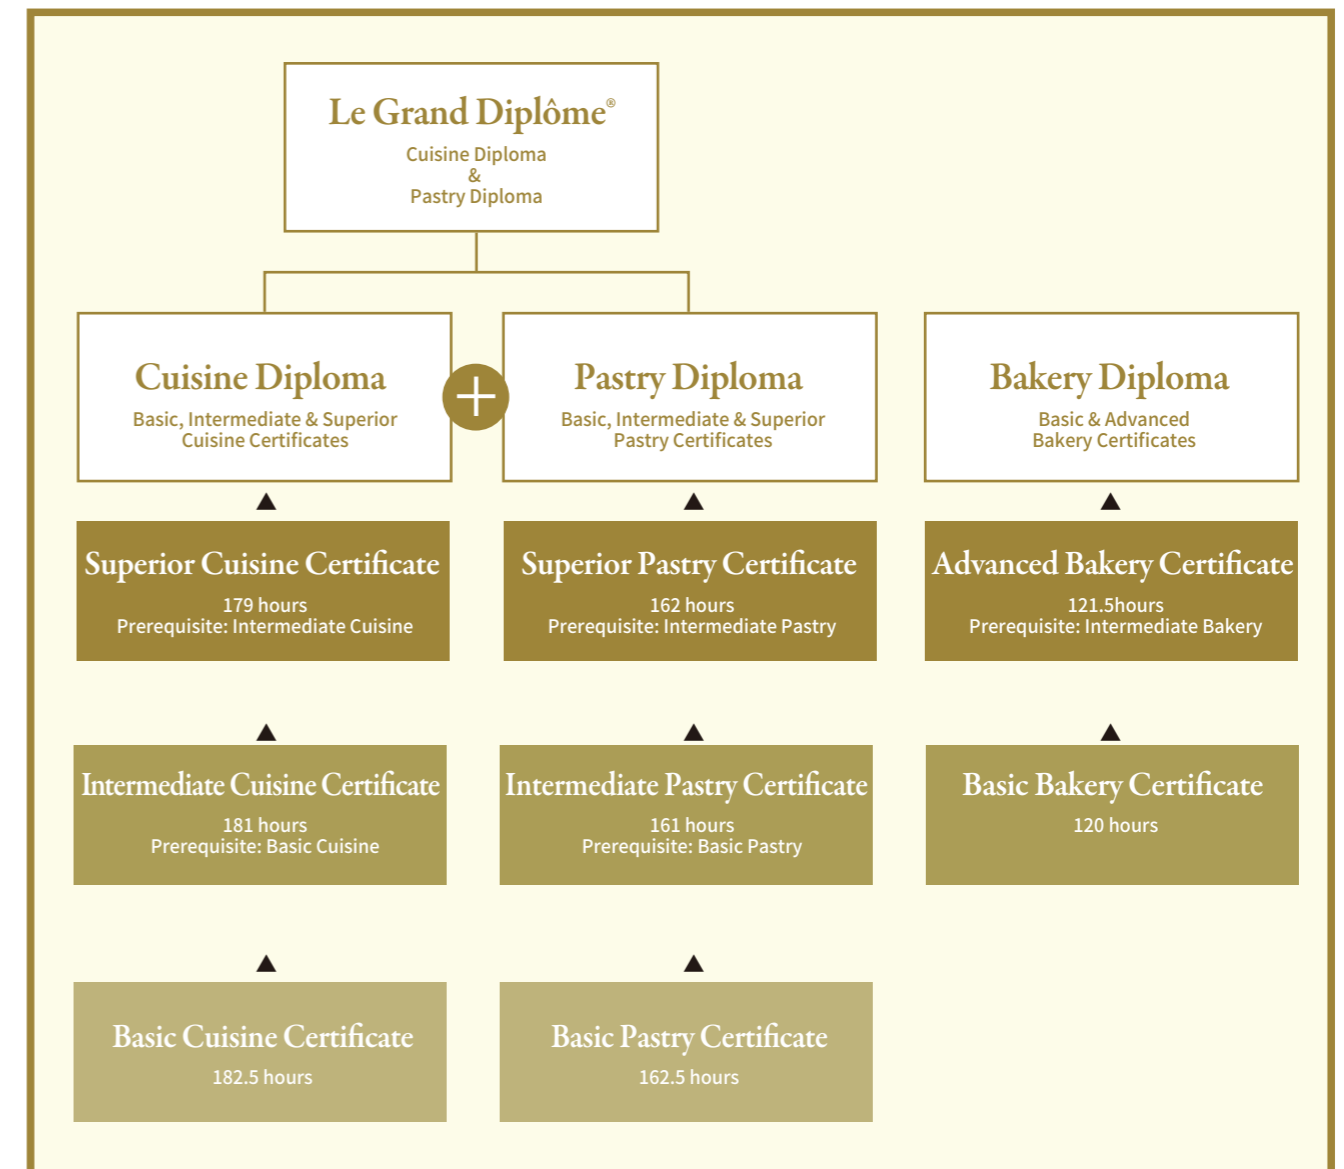 Le Grand Diplôme®
Cuisine Diploma
&
Pastry Diploma
Cuisine Diploma
Basic, Intermediate & Superior
Cuisine Certificates
+
Pastry Diploma
Basic, Intermediate & Superior
Pastry Certificates
Bakery Diploma
Basic & Advanced
Bakery Certificates
Superior Cuisine Certificate
179 hours
Prerequisite: Intermediate Cuisine
Superior Pastry Certificate
162 hours
Prerequisite: Intermediate Pastry
Advanced Bakery Certificate
121.5hours
Prerequisite: Intermediate Bakery
Intermediate Cuisine Certificate
181 hours
Prerequisite: Basic Cuisine
Intermediate Pastry Certificate
161 hours
Prerequisite: Basic Pastry
Basic Bakery Certificate
120 hours
Basic Cuisine Certificate
182.5 hours
Basic Pastry Certificate
162.5 hours